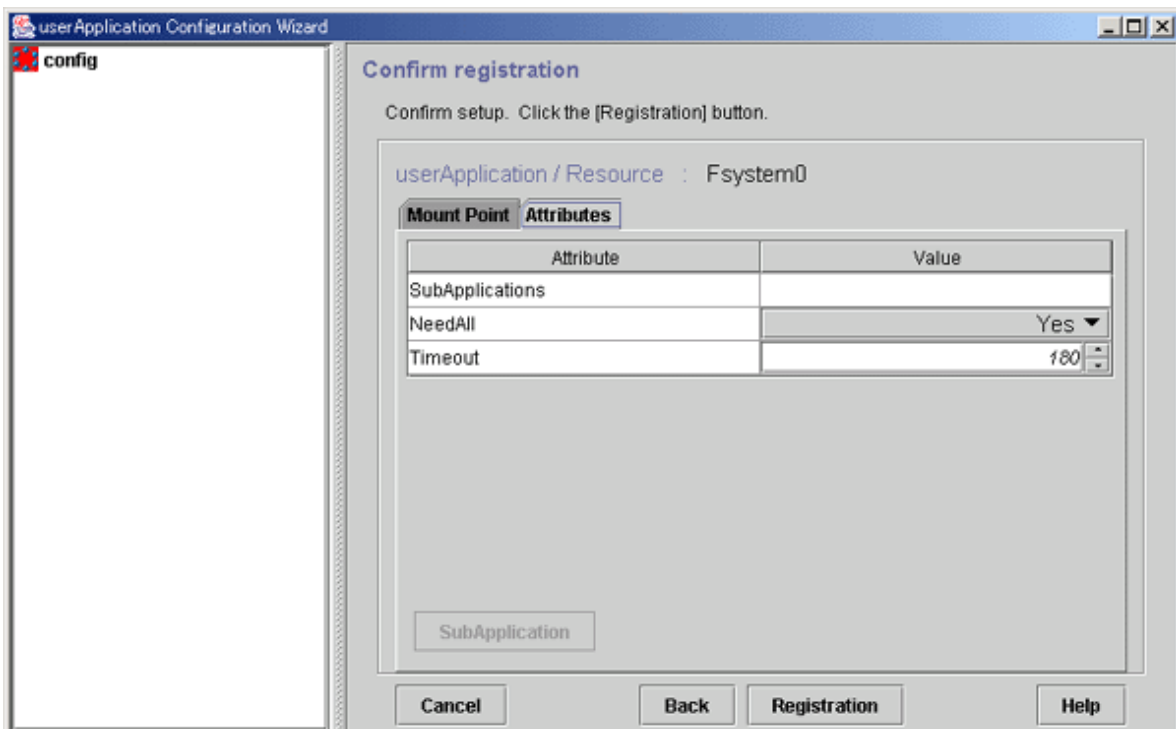 userApplication Configuration Wizard
config
Confirm registration
Confirm setup. Click the [Registration] button.
userApplication / Resource : Fsystem0
Mount Point Attributes
Attribute Value
SubApplications
NeedAll Yes
Timeout 180
SubApplication
Cancel Back Registration Help